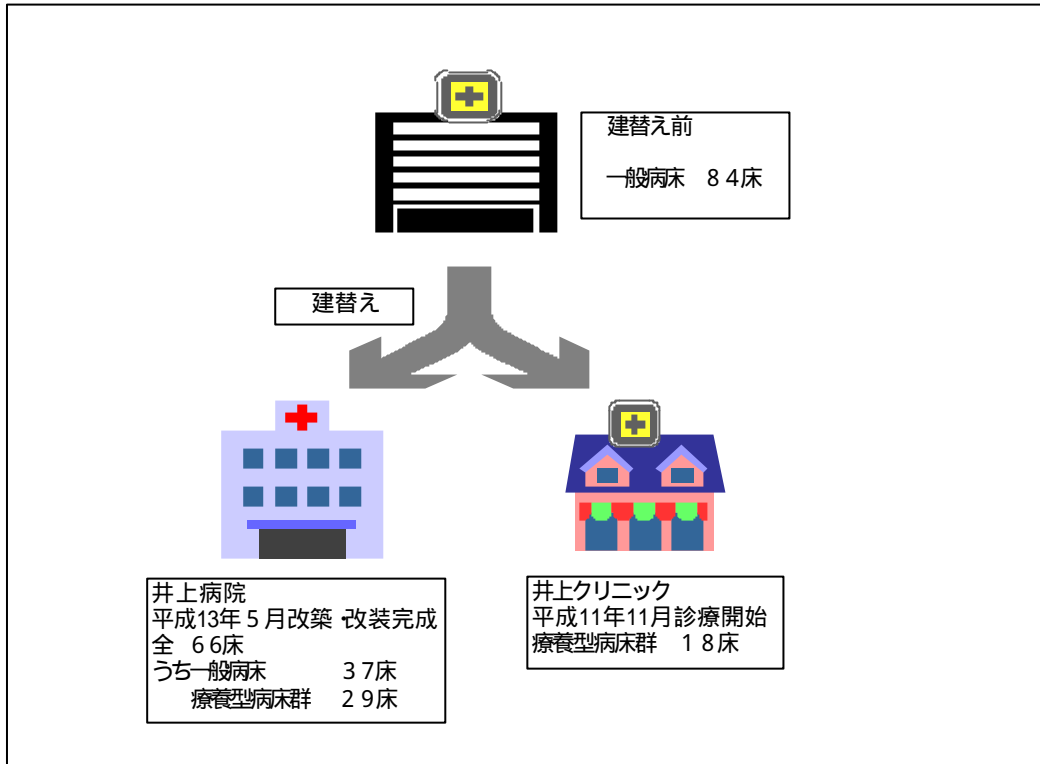 建替え前
一般病床　８４床
建替え
井上病院
平成13年５月改築・改装完成
全　６６床
うち一般病床　　　３７床
療養型病床群　２９床
井上クリニック
平成11年11月診療開始
療養型病床群　１８床